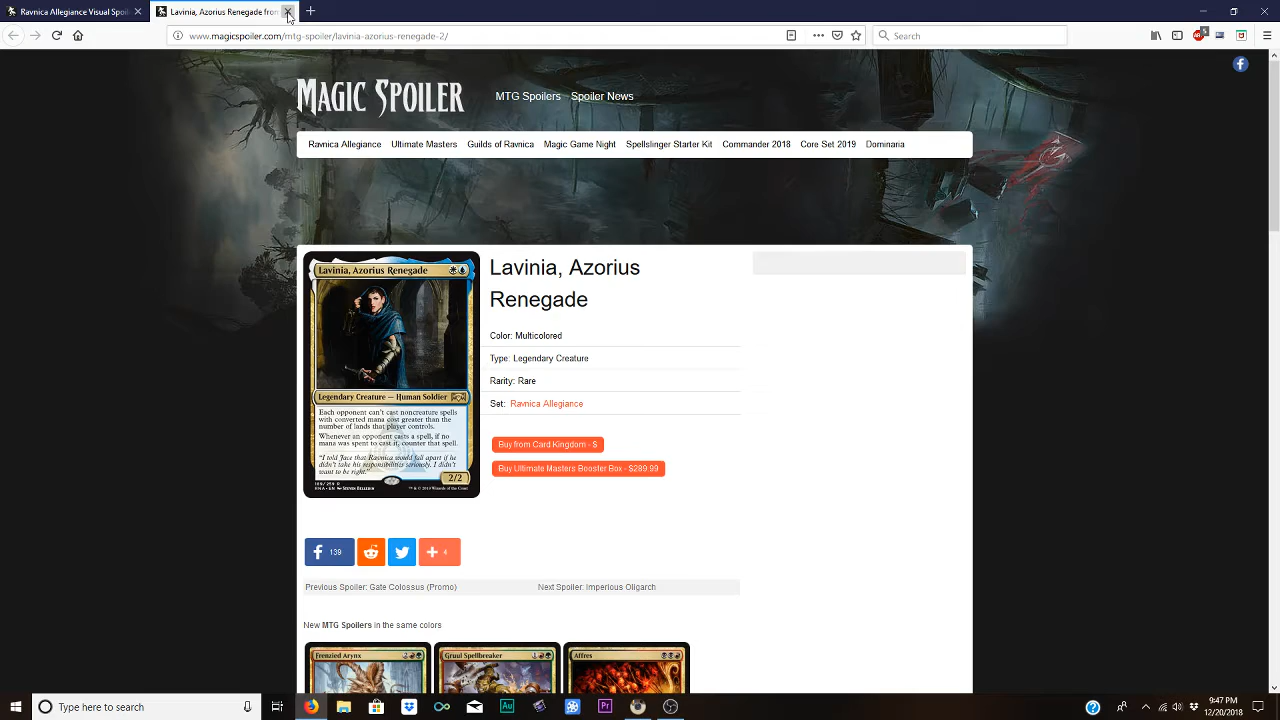 Ravnica Allegiance Visual Spoi
Lavinia, Azorius Renegade from
www.magicspoiler.com/mtg-spoiler/lavinia-azorius-renegade-2/
Search
MAGIC SPOILER
MTG Spoilers Spoiler News
Ravnica Allegiance Ultimate Masters Guilds of Ravnica Magic Game Night Spellslinger Starter Kit Commander 2018 Core Set 2019 Dominaria
Lavinia, Azorius Renegade
Legendary Creature — Human Soldier
Each opponent can't cast noncreature spells
with converted mana cost greater than the
number of lands that player controls.
Whenever an opponent casts a spell, if no
mana was spent to cast it, counter that spell.
"I told Jace that Ravnica would fall apart if he
didn't take his responsibilities seriously. I didn't
want to be right."
2/2
Lavinia, Azorius
Renegade
Color: Multicolored
Type: Legendary Creature
Rarity: Rare
Set: Ravnica Allegiance
Buy from Card Kingdom - $
Buy Ultimate Masters Booster Box - $289.99
139
4
Previous Spoiler: Gate Colossus (Promo)
Next Spoiler: Imperious Oligarch
New MTG Spoilers in the same colors
Frenzied Arynx
Gruul Spellbreaker
Type here to search
Au
Pr
9:47 PM
12/20/2018